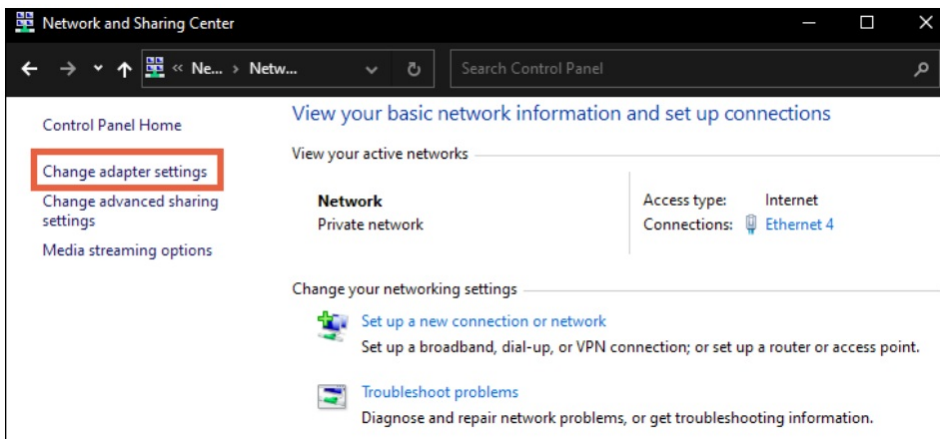 Network and Sharing Center
« Ne... › Netw...
Search Control Panel
Control Panel Home
Change adapter settings
Change advanced sharing
settings
Media streaming options
View your basic network information and set up connections
View your active networks
Network
Private network
Access type: Internet
Connections: Ethernet 4
Change your networking settings
Set up a new connection or network
Set up a broadband, dial-up, or VPN connection; or set up a router or access point.
Troubleshoot problems
Diagnose and repair network problems, or get troubleshooting information.